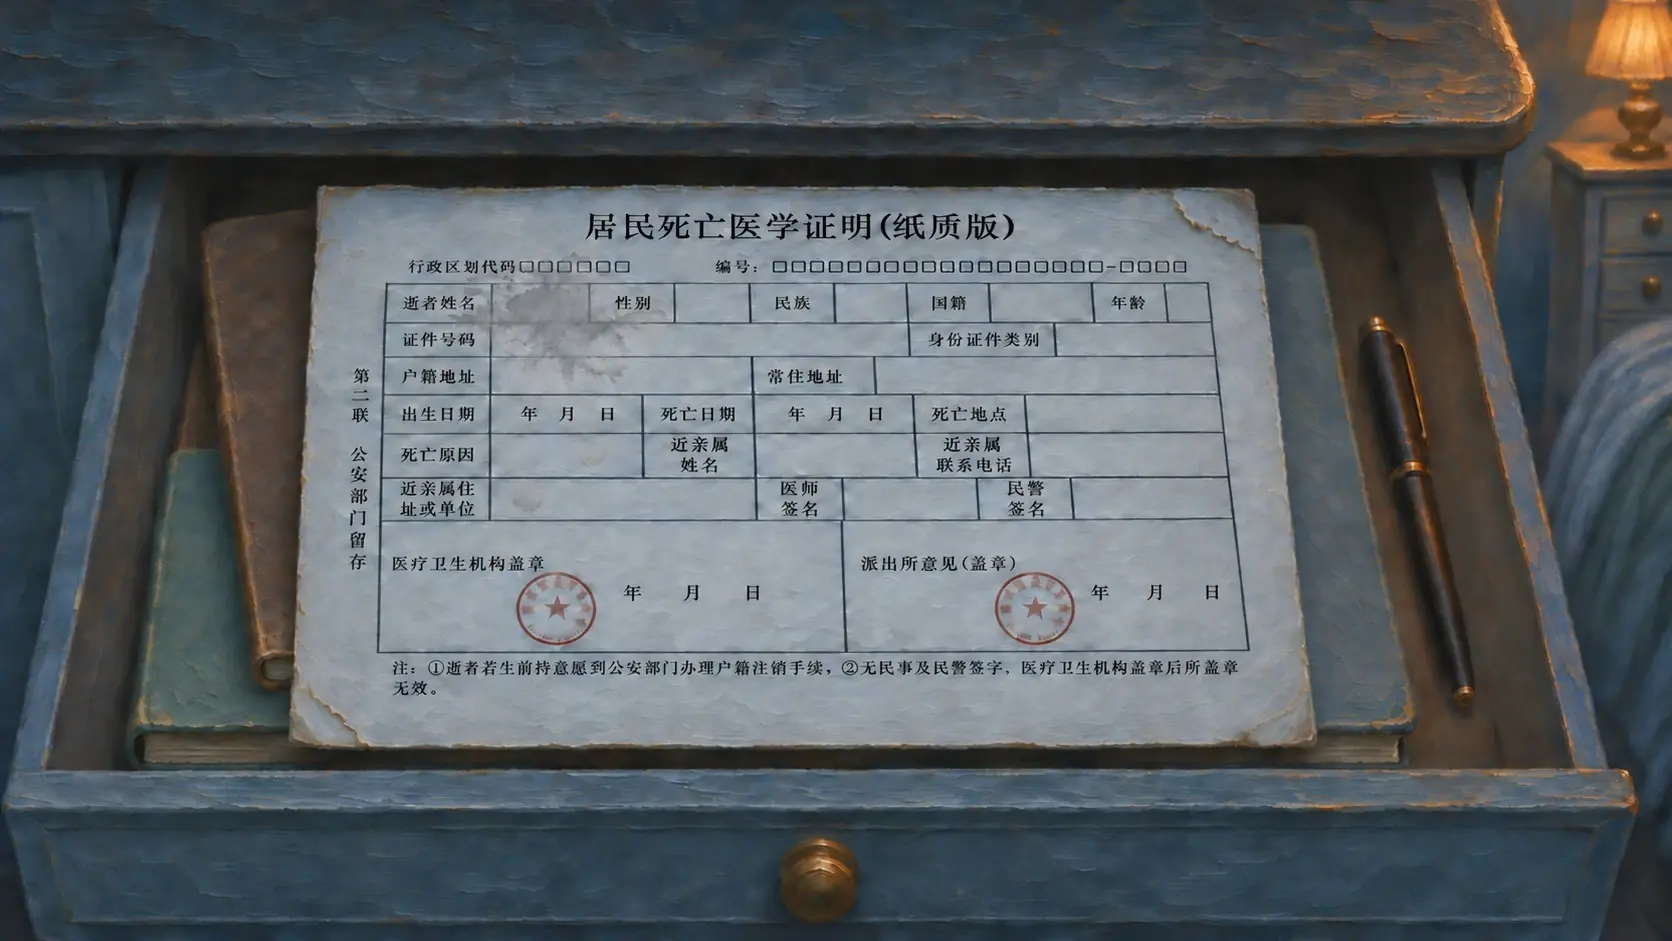 居民死亡医学证明(纸质版)
行政区划代码□□□□□□ 编号：□□□□□□□□□□□□□□□□□□-□□□□
逝者姓名 性别 民族 国籍 年龄
证件号码 身份证件类别
户籍地址 常住地址
出生日期 年 月 日 死亡日期 年 月 日 死亡地点
死亡原因 近亲属姓名 近亲属联系电话
近亲属住址或单位 医师签名 民警签名
医疗卫生机构盖章 派出所意见(盖章)
年 月 日 年 月 日
注：①逝者若生前持意愿到公安部门办理户籍注销手续，②无民事及民警签字、医疗卫生机构盖章后所盖章
无效。
第二联 公安部门留存